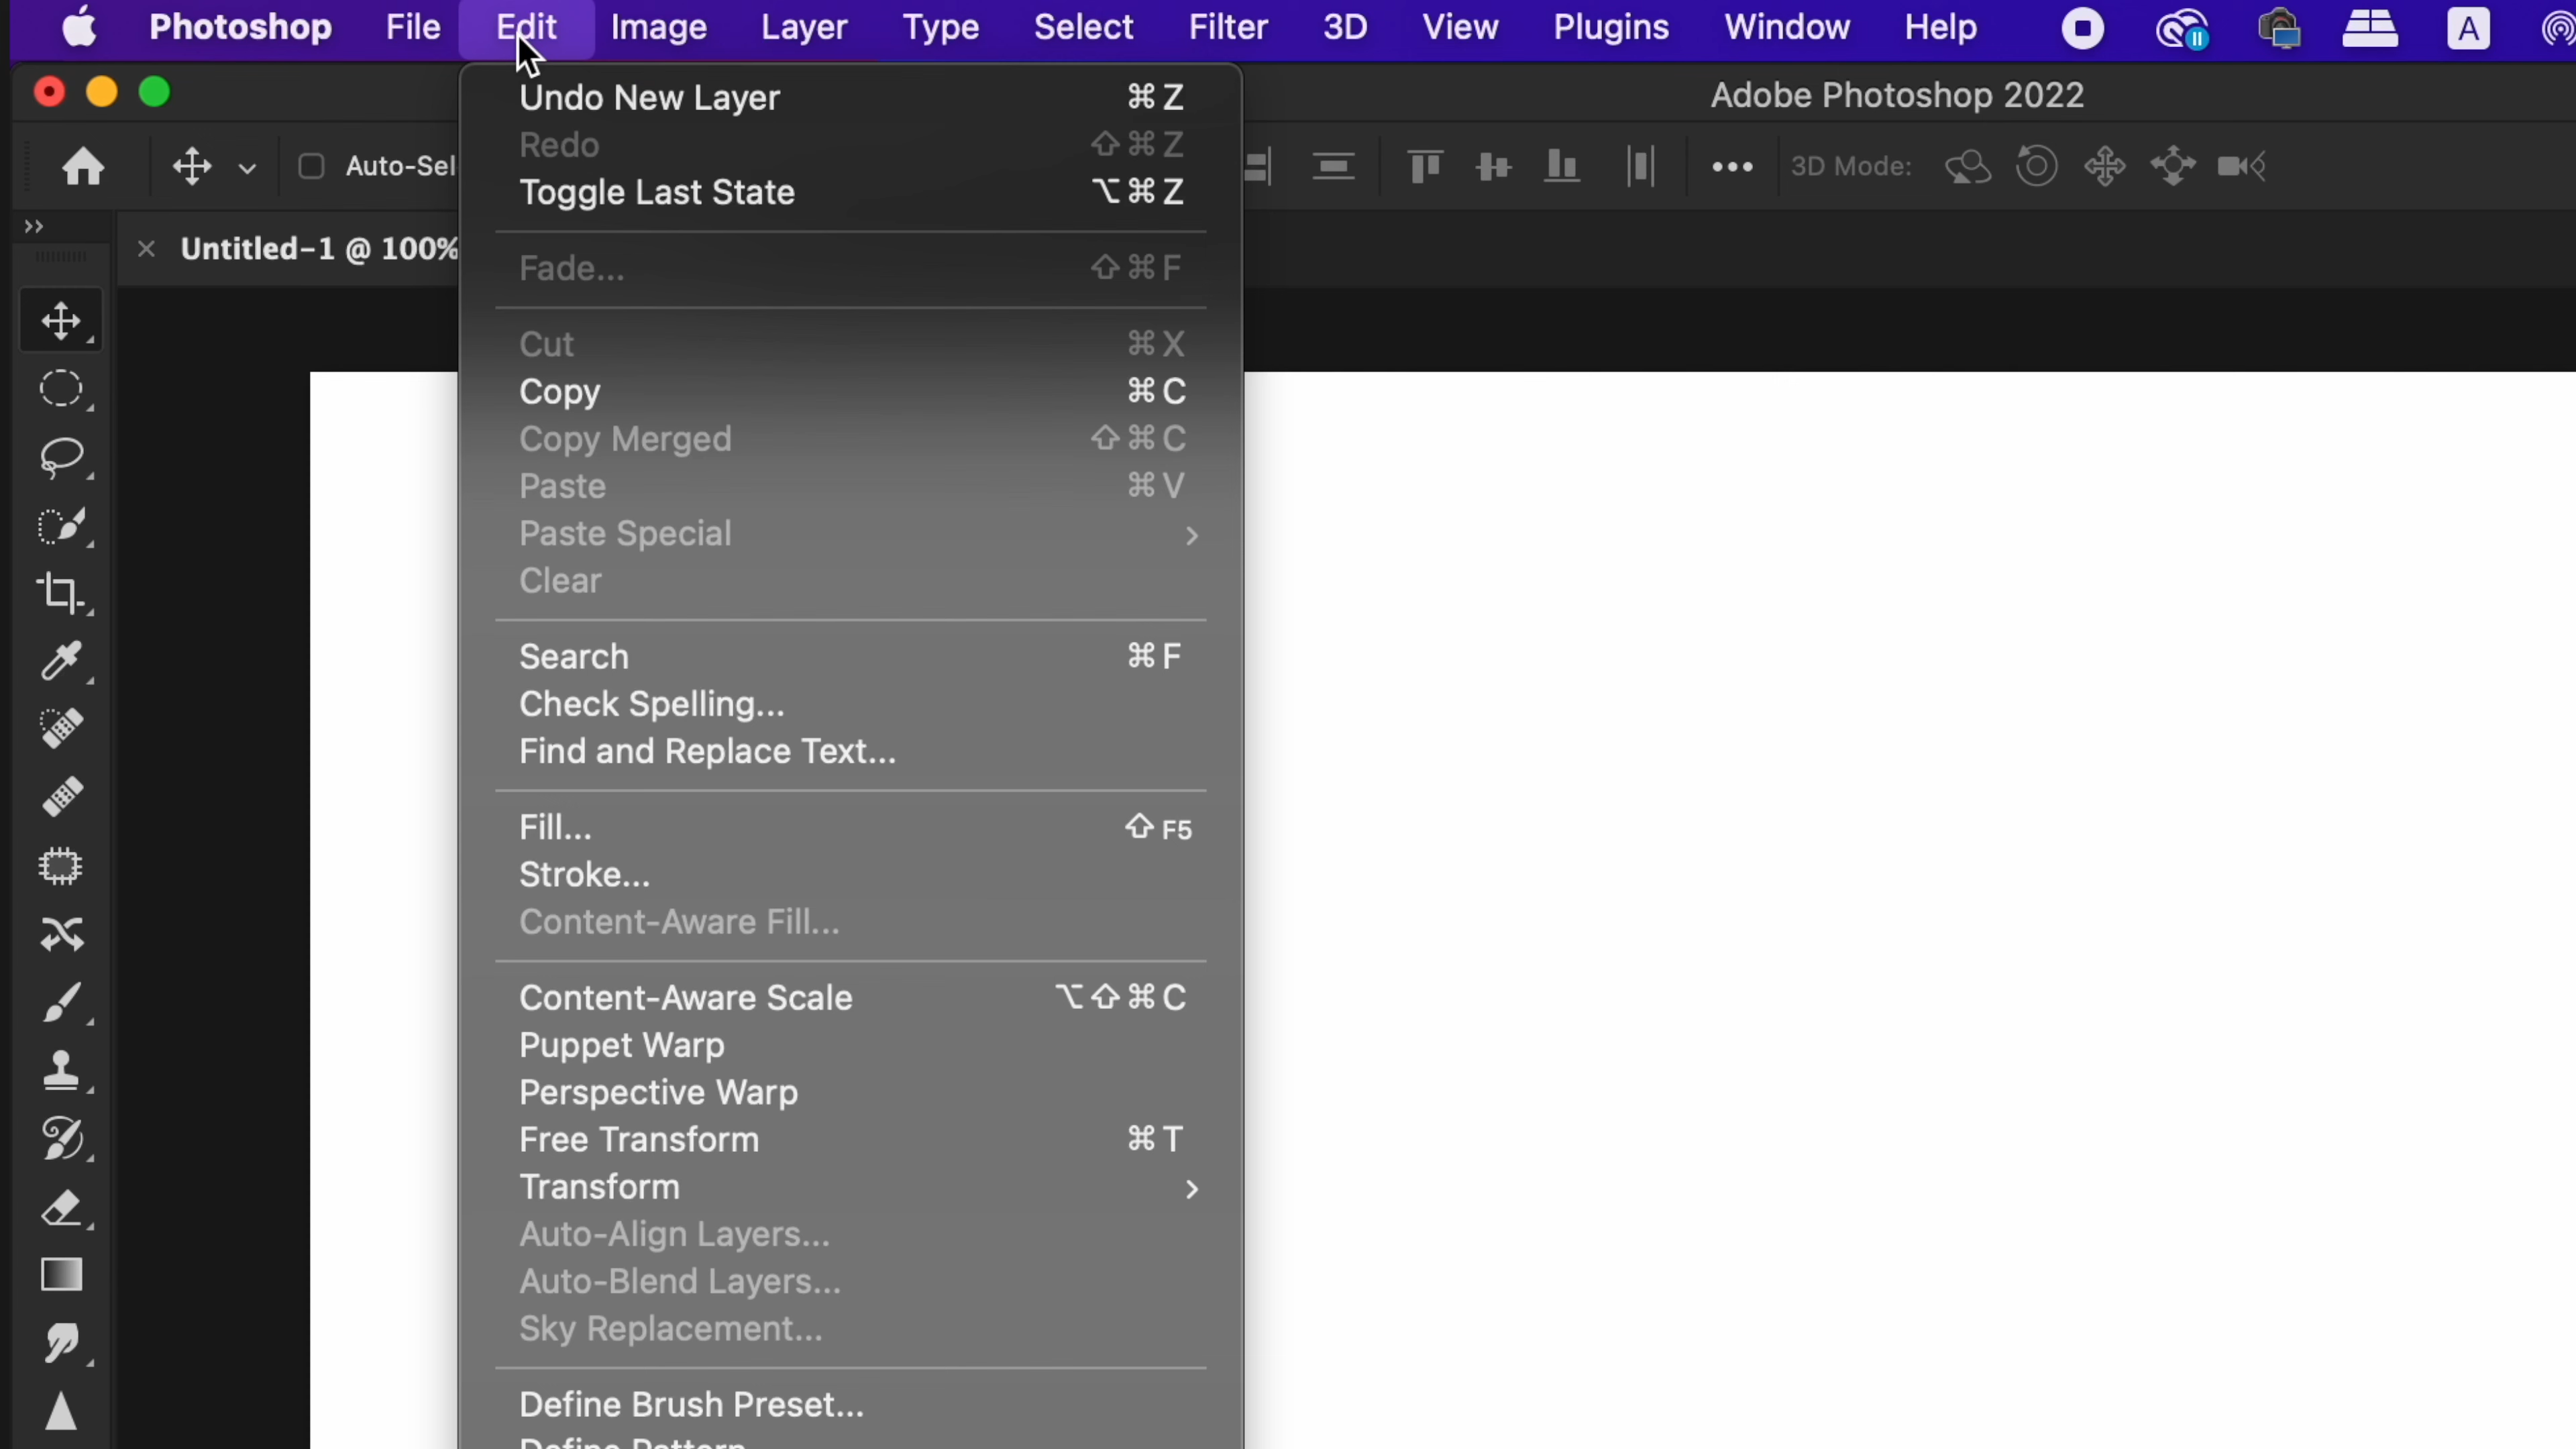 Photoshop File Edit Image Layer Type Select Filter 3D View Plugins Window Help A
Adobe Photoshop 2022
Auto-Sel
3D Mode:
Untitled-1 @ 100%
Undo New Layer ⌘Z
Redo ⇧⌘Z
Toggle Last State ⌥⌘Z
Fade... ⇧⌘F
Cut ⌘X
Copy ⌘C
Copy Merged ⇧⌘C
Paste ⌘V
Paste Special
Clear
Search ⌘F
Check Spelling...
Find and Replace Text...
Fill... ⇧F5
Stroke...
Content-Aware Fill...
Content-Aware Scale ⌥⇧⌘C
Puppet Warp
Perspective Warp
Free Transform ⌘T
Transform
Auto-Align Layers...
Auto-Blend Layers...
Sky Replacement...
Define Brush Preset...
Define Pattern